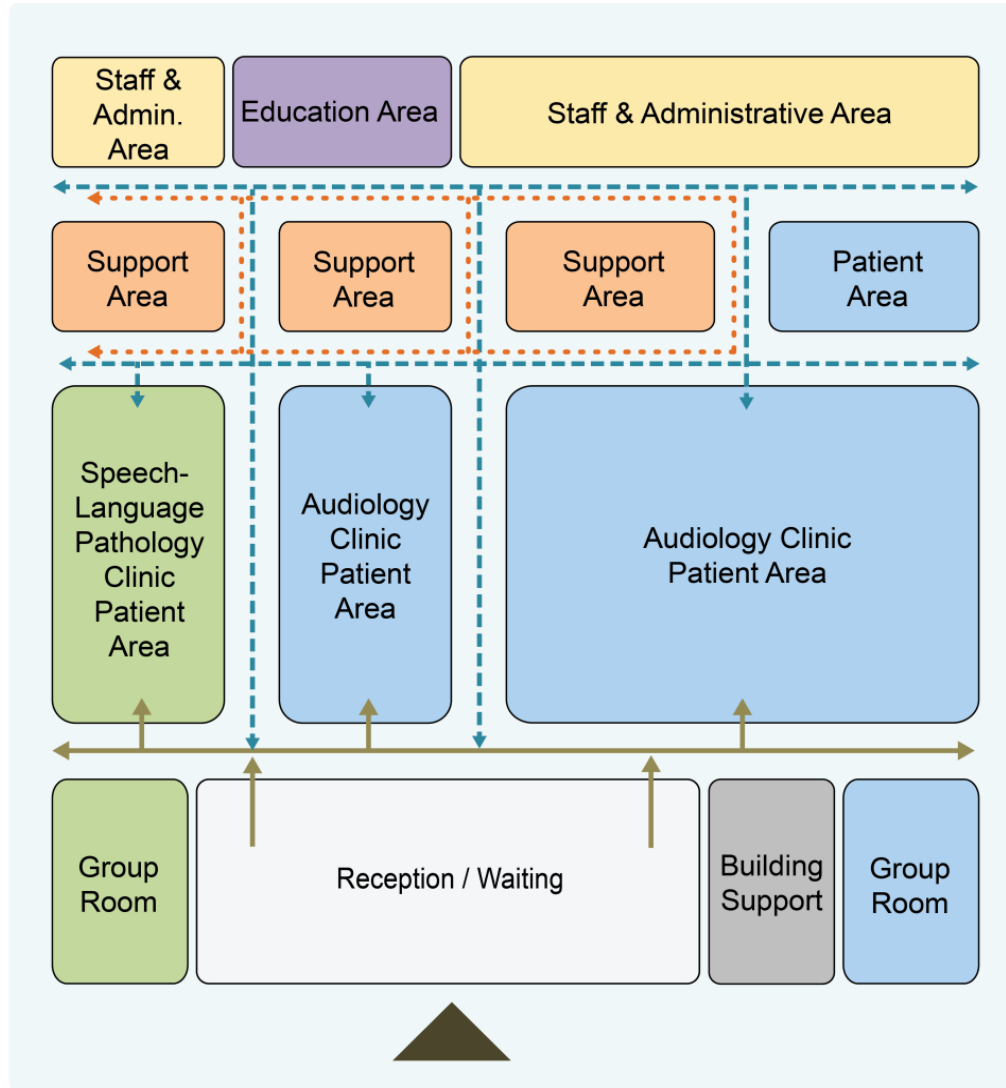 Staff &
Admin.
Area
Education Area
Staff & Administrative Area
Support
Area
Support
Area
Support
Area
Patient
Area
Speech-
Language
Pathology
Clinic
Patient
Area
Audiology
Clinic
Patient
Area
Audiology Clinic
Patient Area
Group
Room
Reception / Waiting
Building
Support
Group
Room